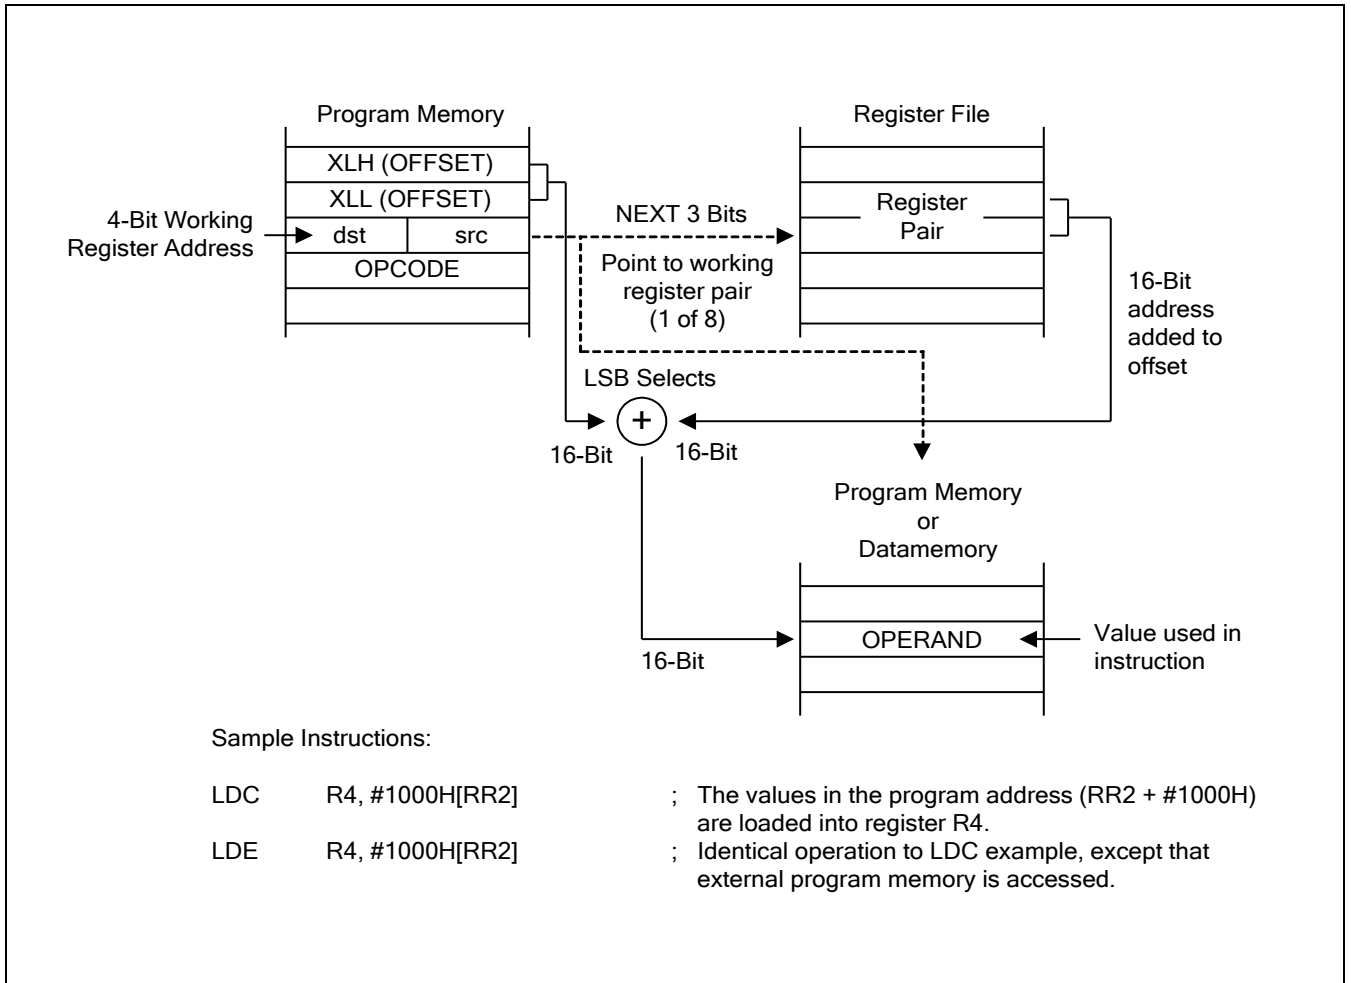 Program Memory
Register File
XLH (OFFSET)
XLL (OFFSET)
4-Bit Working
Register Address
dst
src
OPCODE
NEXT 3 Bits
Point to working
register pair
(1 of 8)
Register
Pair
16-Bit
address
added to
offset
LSB Selects
+
16-Bit
16-Bit
Program Memory
or
Datamemory
OPERAND
Value used in
instruction
16-Bit
Sample Instructions:
LDC R4, #1000H[RR2] ; The values in the program address (RR2 + #1000H)
are loaded into register R4.
LDE R4, #1000H[RR2] ; Identical operation to LDC example, except that
external program memory is accessed.